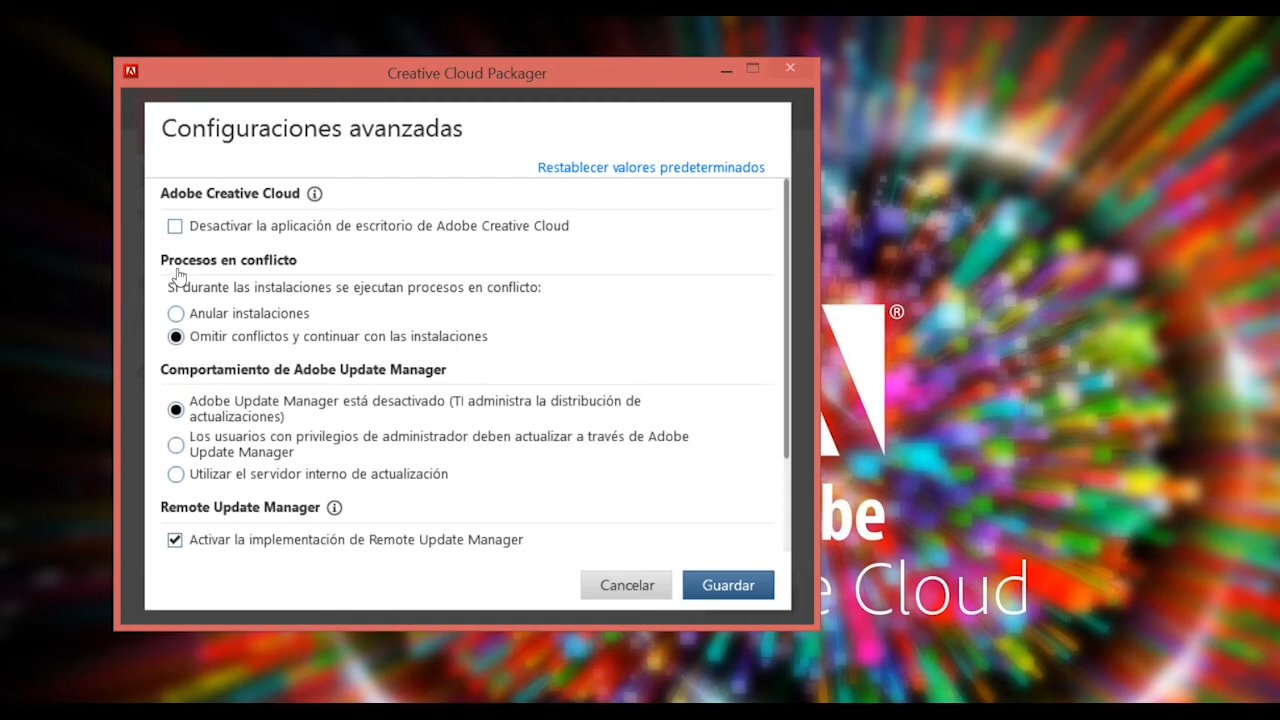 Creative Cloud Packager
Configuraciones avanzadas
Restablecer valores predeterminados
Adobe Creative Cloud
Desactivar la aplicación de escritorio de Adobe Creative Cloud
Procesos en conflicto
Si durante las instalaciones se ejecutan procesos en conflicto:
Anular instalaciones
Omitir conflictos y continuar con las instalaciones
Comportamiento de Adobe Update Manager
Adobe Update Manager está desactivado (TI administra la distribución de
actualizaciones)
Los usuarios con privilegios de administrador deben actualizar a través de Adobe
Update Manager
Utilizar el servidor interno de actualización
Remote Update Manager
Activar la implementación de Remote Update Manager
Cancelar
Guardar
®
be
e Cloud